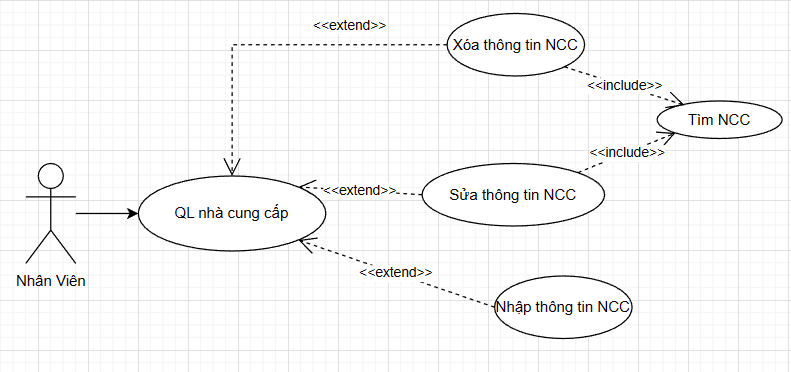 <<extend>>
Xóa thông tin NCC
<<include>>
Tìm NCC
<<include>>
<<extend>>
Sửa thông tin NCC
QL nhà cung cấp
Nhân Viên
<<extend>>
Nhập thông tin NCC